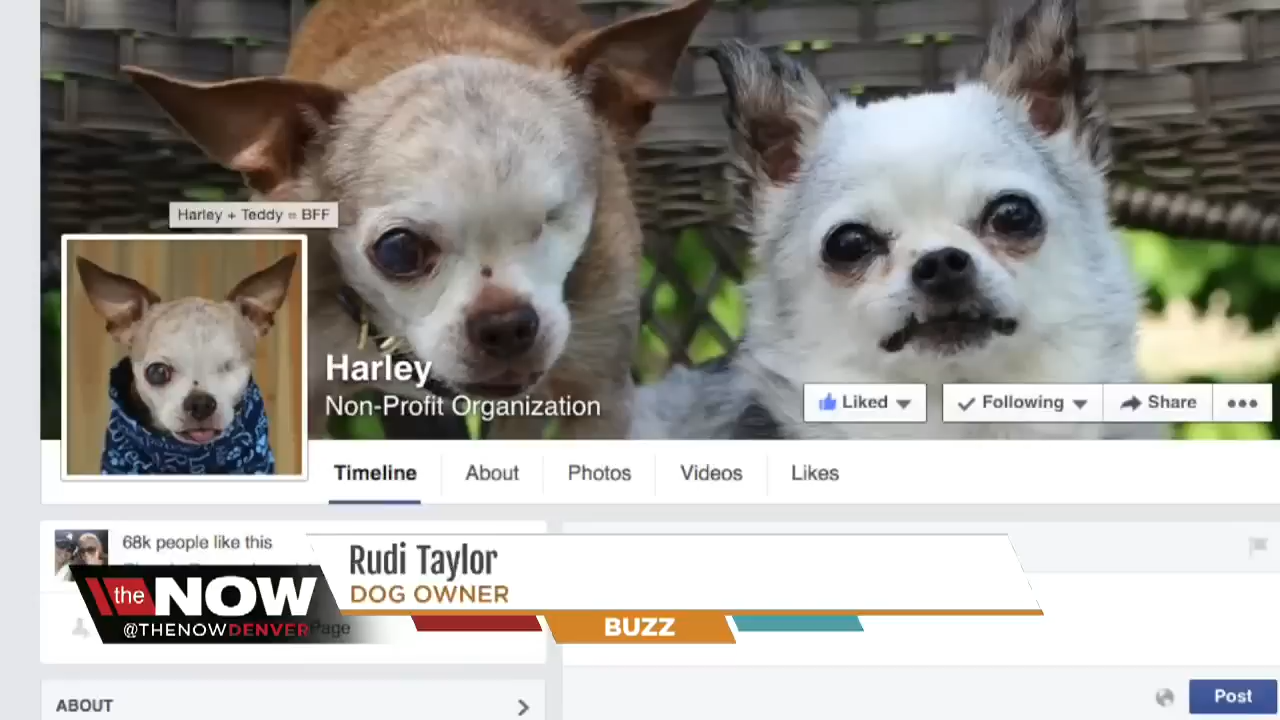 Harley + Teddy = BFF
Harley
Non-Profit Organization
Liked
Following
Share
Timeline
About
Photos
Videos
Likes
68k people like this
Rudi Taylor
DOG OWNER
the NOW
@THENOWDENVER
Page
BUZZ
ABOUT
Post